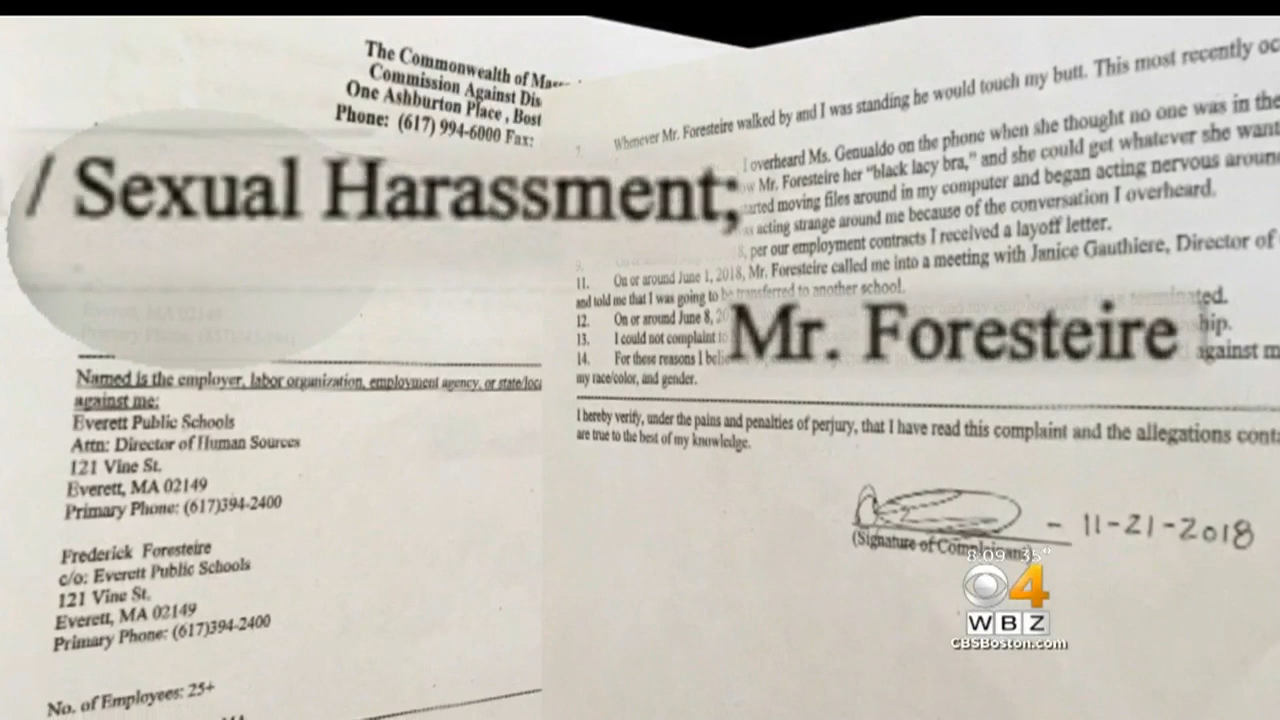 The Commonwealth of
Commission Against
One Ashburton Place , Bost
Phone: (617) 994-6000 Fax:
/ Sexual Harassment;
Named is the employer, labor organization, employment agency, or
against me:
Everett Public Schools
Attn: Director of Human Sources
121 Vine St.
Everett, MA 02149
Primary Phone: (617)394-2400
Frederick Foresteire
c/o: Everett Public Schools
121 Vine St.
Everett, MA 02149
Primary Phone: (617)394-2400
No. of Employees: 25+
7. Whenever Mr. Foresteire walked by and I was standing he would touch my butt. This most recently oc
I overheard Ms. Genualdo on the phone when she thought no one was in the
Mr. Foresteire her "black lacy bra," and she could get whatever she want
started moving files around in my computer and began acting nervous aroun
acting strange around me because of the conversation I overheard.
per our employment contracts I received a layoff letter.
11. On or around June 1, 2018, Mr. Foresteire called me into a meeting with Janice Gauthiere, Director of
and told me that I was going to be transferred to another school.
12. On or around June 8, terminated.
13. I could not complaint to hip.
14. For these reasons I against m
my race/color, and gender.
Mr. Foresteire
I hereby verify, under the pains and penalties of perjury, that I have read this complaint and the allegations cont
are true to the best of my knowledge.
- 11-21-2018
(Signature of Complainant)
8:09 35°
4
WBZ
CBSBoston.com